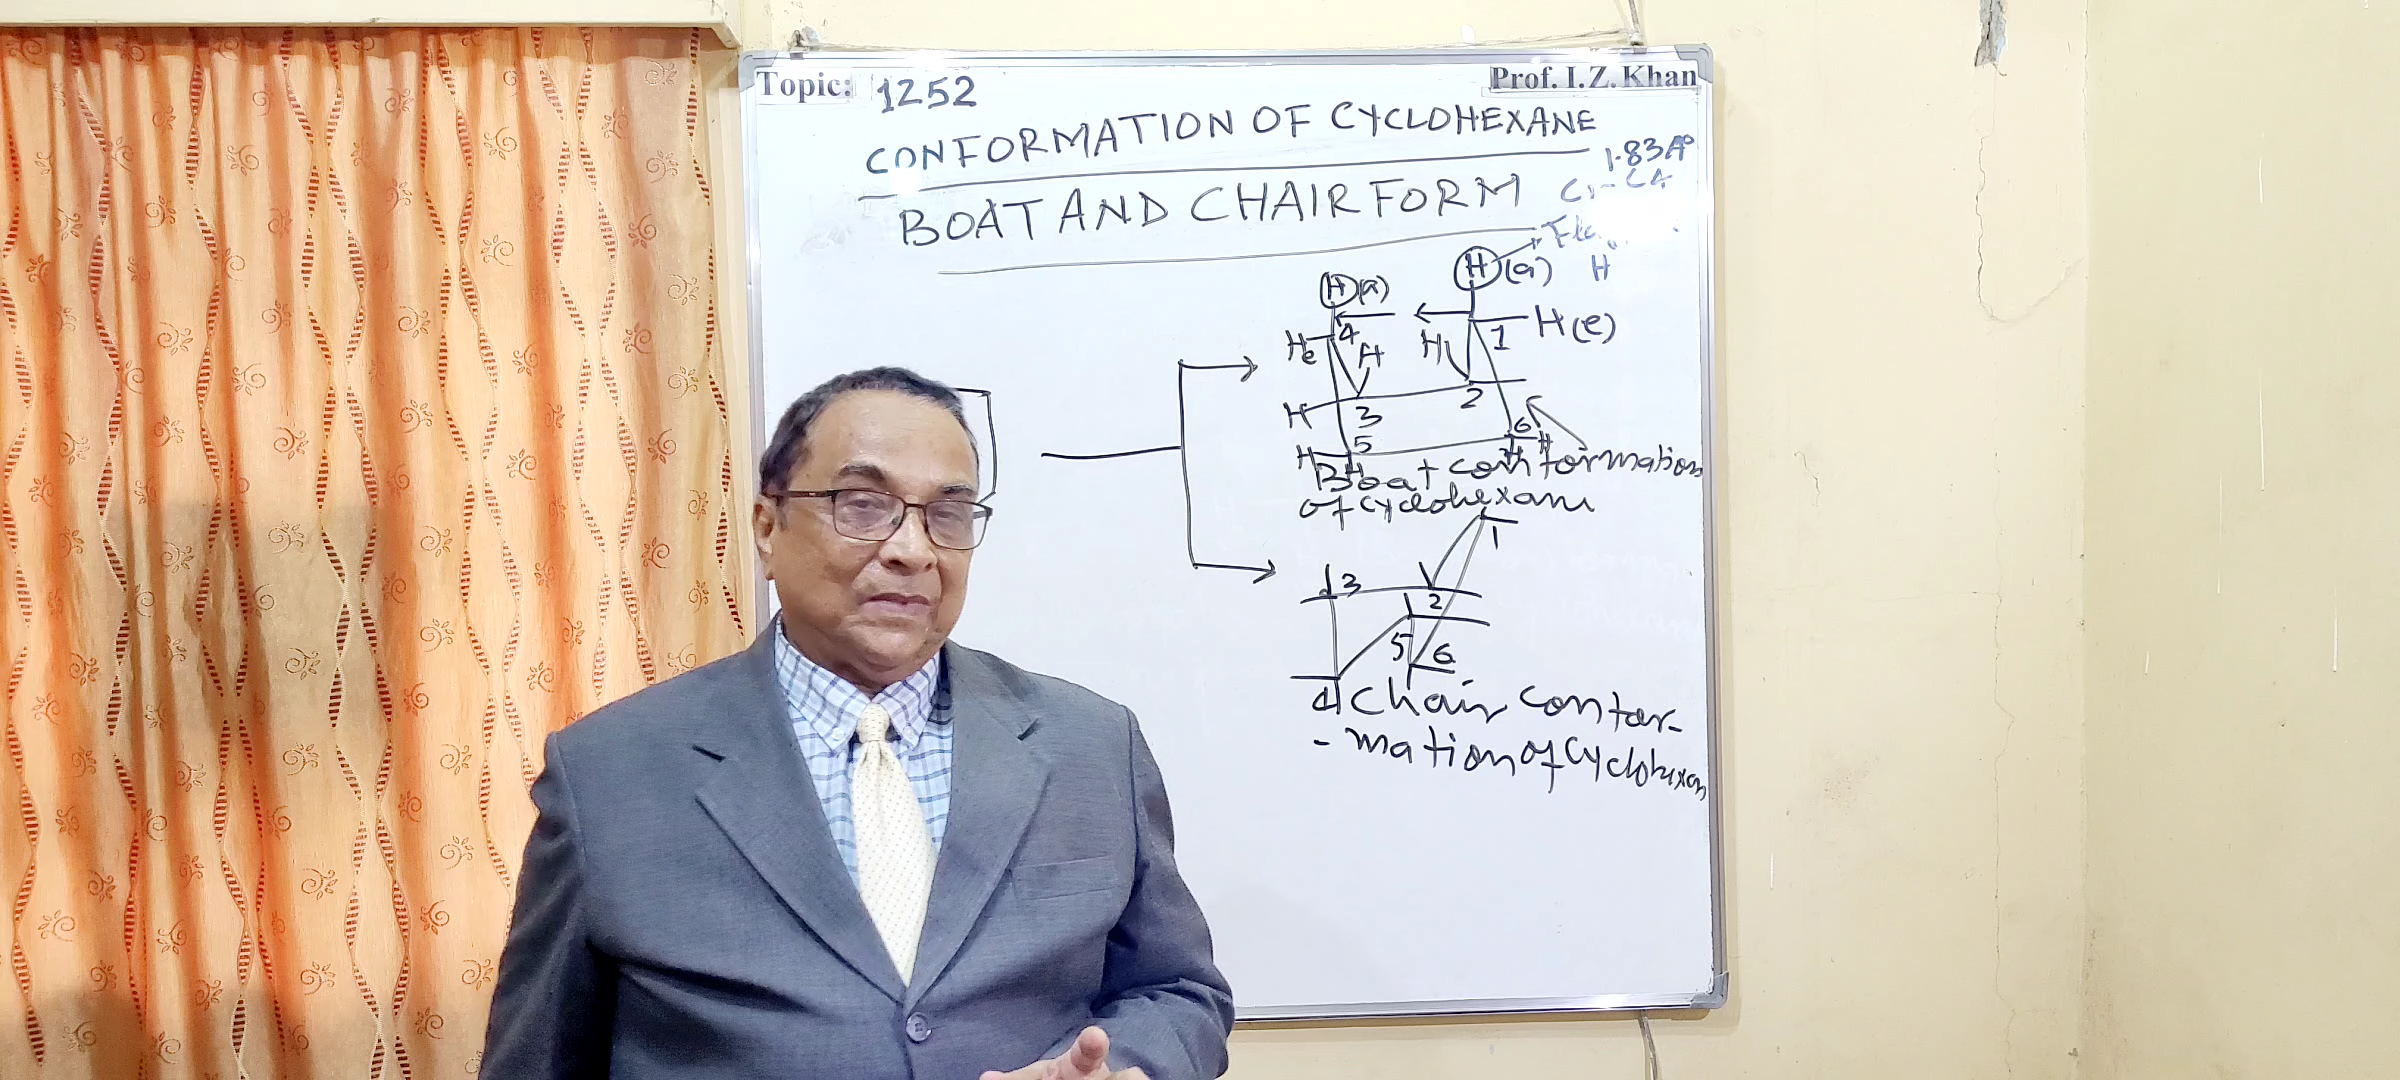 Topic: 1252
Prof. I. Z. Khan
CONFORMATION OF CYCLOHEXANE
1.83A°
BOAT AND CHAIR FORM
H (a)
H (a)
H
4
1
H(e)
He
H
H
H
3
2
6
H
5
H
Boat conformation
of cyclohexane
1
3
2
5
6
4
Chair confor-
- mation of cyclohexan